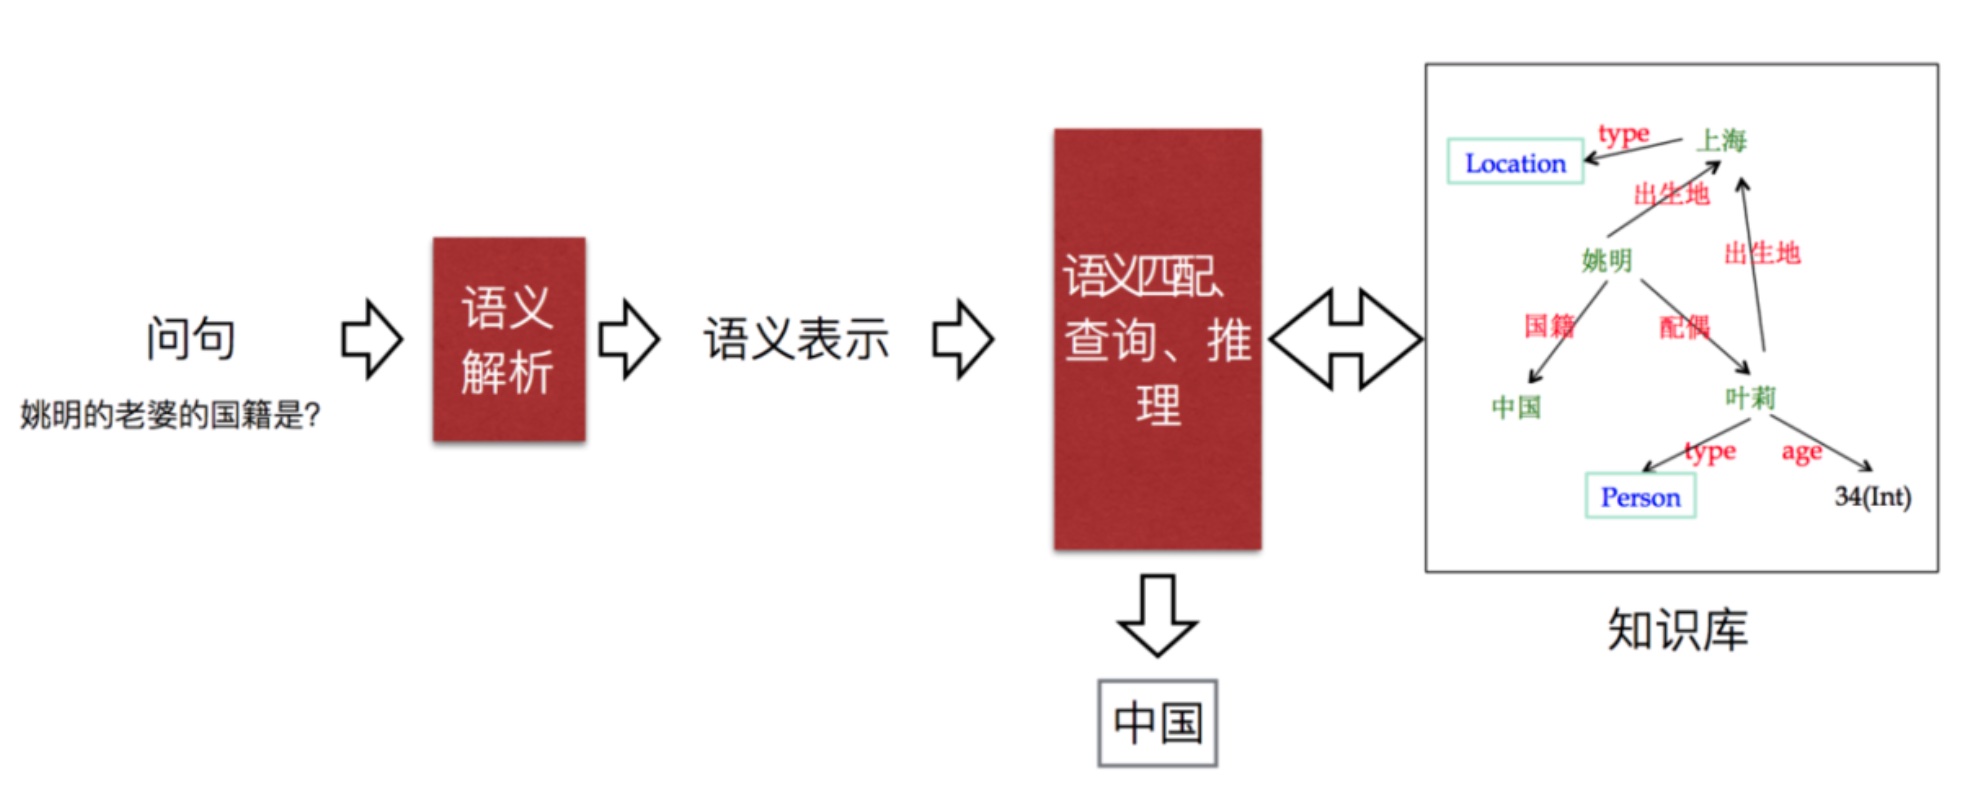 问句
姚明的老婆的国籍是?
语义
解析
语义表示
语义匹配、
查询、推
理
中国
type
上海
Location
出生地
姚明
出生地
国籍
配偶
中国
叶莉
type
age
Person
34(Int)
知识库